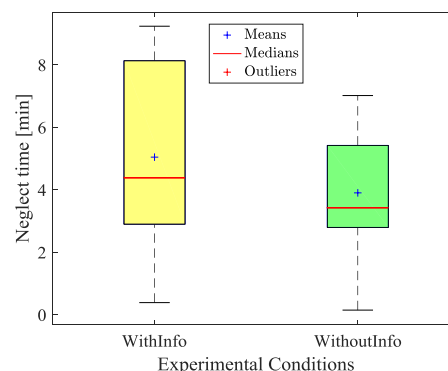 Means
Medians
Outliers
8
6
4
2
0
Neglect time [min]
WithInfo
WithoutInfo
Experimental Conditions